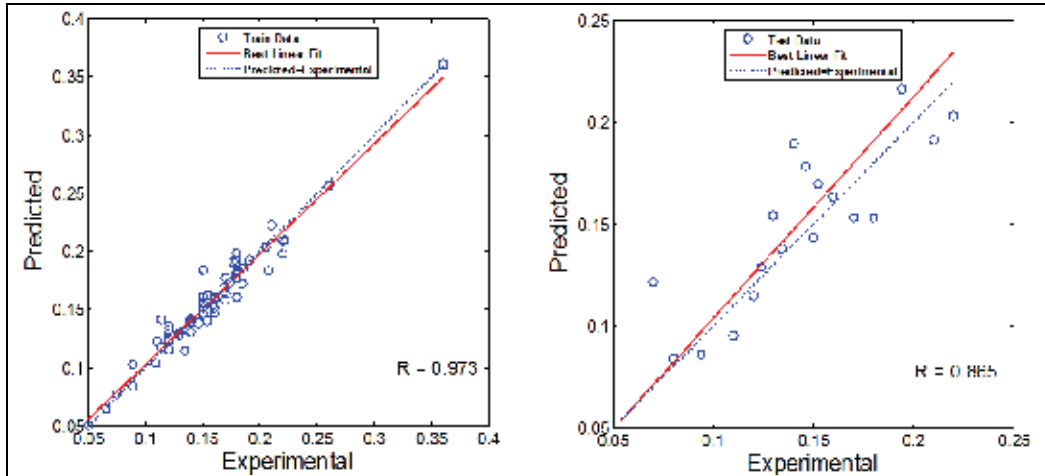 0.4
0.35
0.3
0.25
0.2
0.15
0.1
0.05
Predicted
Train Data
Best Linear Fit
Predicted=Experimental
R = 0.973
0.05 0.1 0.15 0.2 0.25 0.3 0.35 0.4
Experimental
0.25
0.2
0.15
0.1
0.05
Predicted
Test Data
Best Linear Fit
Predicted=Experimental
R = 0.865
0.1 0.15 0.2 0.25
Experimental